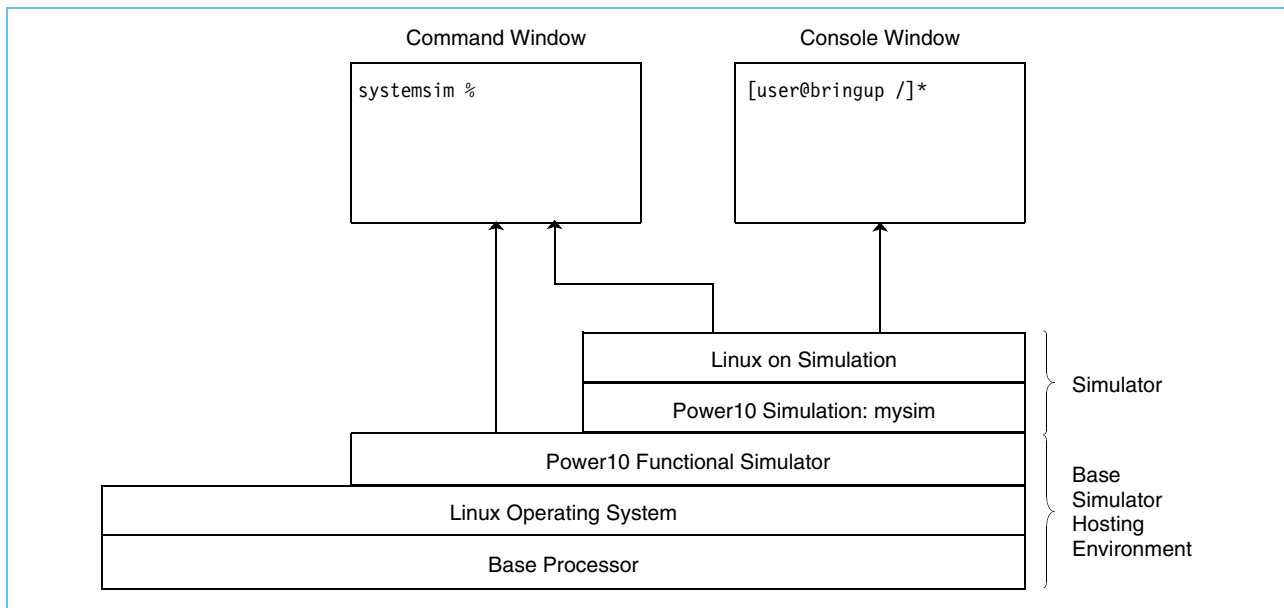 Command Window
Console Window
systemsim %
[user@bringup /]*
Linux on Simulation
Power10 Simulation: mysim
Simulator
Power10 Functional Simulator
Linux Operating System
Base Processor
Base
Simulator
Hosting
Environment